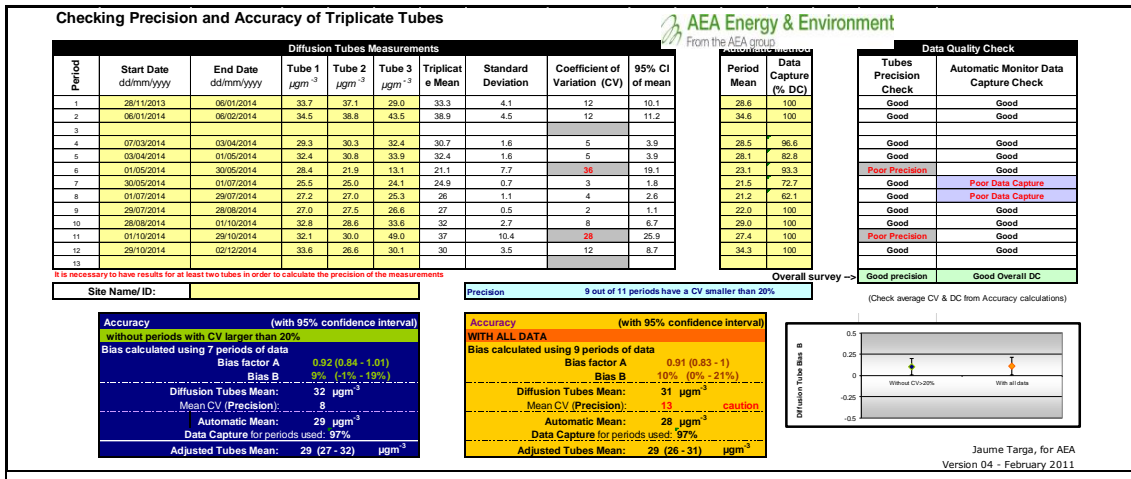 Checking Precision and Accuracy of Triplicate Tubes
AEA Energy & Environment
From the AEA group
Diffusion Tubes Measurements
Automatic Method
Data Quality Check
Period
Start Date dd/mm/yyyy
End Date dd/mm/yyyy
Tube 1 μgm-3
Tube 2 μgm-3
Tube 3 μgm-3
Triplicat e Mean
Standard Deviation
Coefficient of Variation (CV)
95% CI of mean
Period Mean
Data Capture (% DC)
Tubes Precision Check
Automatic Monitor Data Capture Check
1 28/11/2013 06/01/2014 33.7 37.1 29.0 33.3 4.1 12 10.1 28.6 100 Good Good
2 06/01/2014 06/02/2014 34.5 38.8 43.5 38.9 4.5 12 11.2 34.6 100 Good Good
3
4 07/03/2014 03/04/2014 29.3 30.3 32.4 30.7 1.6 5 3.9 28.5 96.6 Good Good
5 03/04/2014 01/05/2014 32.4 30.8 33.9 32.4 1.6 5 3.9 28.1 82.8 Good Good
6 01/05/2014 30/05/2014 28.4 21.9 13.1 21.1 7.7 36 19.1 23.1 93.3 Poor Precision Good
7 30/05/2014 01/07/2014 25.5 25.0 24.1 24.9 0.7 3 1.8 21.5 72.7 Good Poor Data Capture
8 01/07/2014 29/07/2014 27.2 27.0 25.3 26 1.1 4 2.6 21.2 62.1 Good Poor Data Capture
9 29/07/2014 28/08/2014 27.0 27.5 26.6 27 0.5 2 1.1 22.0 100 Good Good
10 28/08/2014 01/10/2014 32.8 28.6 33.6 32 2.7 8 6.7 29.0 100 Good Good
11 01/10/2014 29/10/2014 32.1 30.0 49.0 37 10.4 28 25.9 27.4 100 Poor Precision Good
12 29/10/2014 02/12/2014 33.6 26.6 30.1 30 3.5 12 8.7 34.3 100 Good Good
13
It is necessary to have results for at least two tubes in order to calculate the precision of the measurements
Overall survey --> Good precision Good Overall DC
Site Name/ ID:
Precision 9 out of 11 periods have a CV smaller than 20%
(Check average CV & DC from Accuracy calculations)
Accuracy (with 95% confidence interval)
without periods with CV larger than 20%
Bias calculated using 7 periods of data
Bias factor A 0.92 (0.84 - 1.01)
Bias B 9% (-1% - 19%)
Diffusion Tubes Mean: 32 μgm-3
Mean CV (Precision): 8
Automatic Mean: 29 μgm-3
Data Capture for periods used: 97%
Adjusted Tubes Mean: 29 (27 - 32) μgm-3
Accuracy (with 95% confidence interval)
WITH ALL DATA
Bias calculated using 9 periods of data
Bias factor A 0.91 (0.83 - 1)
Bias B 10% (0% - 21%)
Diffusion Tubes Mean: 31 μgm-3
Mean CV (Precision): 13 caution
Automatic Mean: 28 μgm-3
Data Capture for periods used: 97%
Adjusted Tubes Mean: 29 (26 - 31) μgm-3
Diffusion Tube Bias B
0.5
0.25
0
-0.25
-0.5
Without CV>20%
With all data
Jaume Targa, for AEA
Version 04 - February 2011